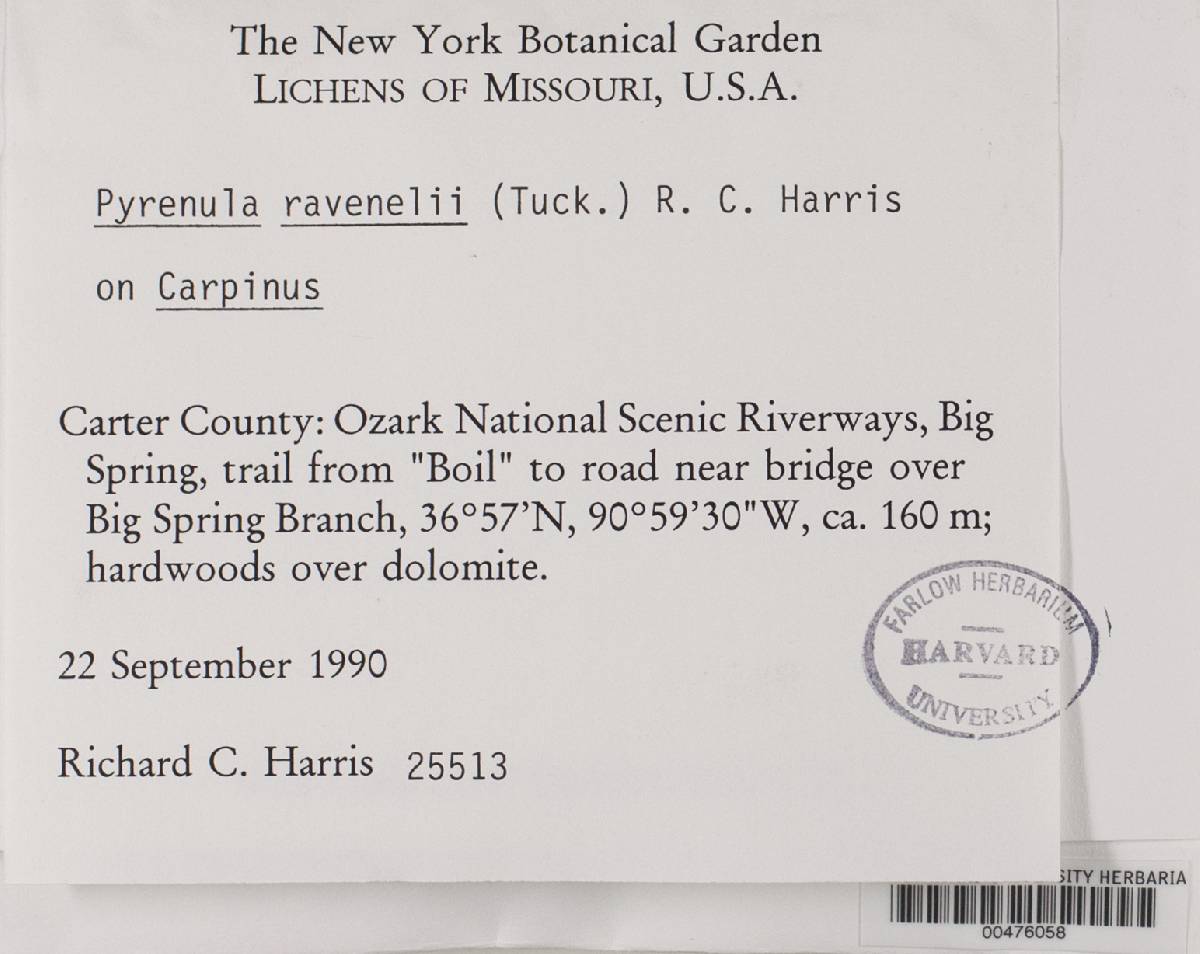 The New York Botanical Garden
LICHENS OF MISSOURI, U.S.A.
Pyrenula ravenelii (Tuck.) R. C. Harris
on Carpinus
Carter County: Ozark National Scenic Riverways, Big
Spring, trail from "Boil" to road near bridge over
Big Spring Branch, 36°57'N, 90°59'30"W, ca. 160 m;
hardwoods over dolomite.
22 September 1990
Richard C. Harris 25513
FARLOW HERBARIUM
HARVARD
UNIVERSITY
SITY HERBARIA
00476058